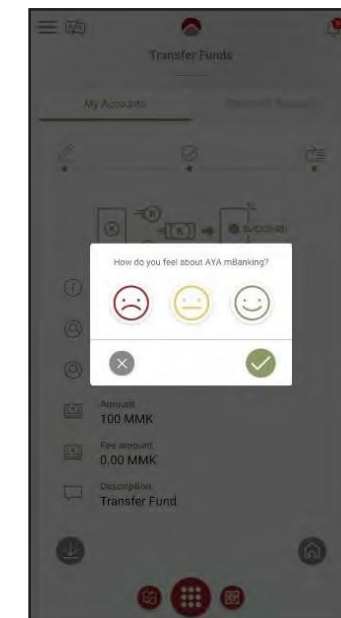 Transfer Funds
My Accounts
How do you feel about AYA mBanking?
Amount
100 MMK
Fee amount
0.00 MMK
Description
Transfer Fund